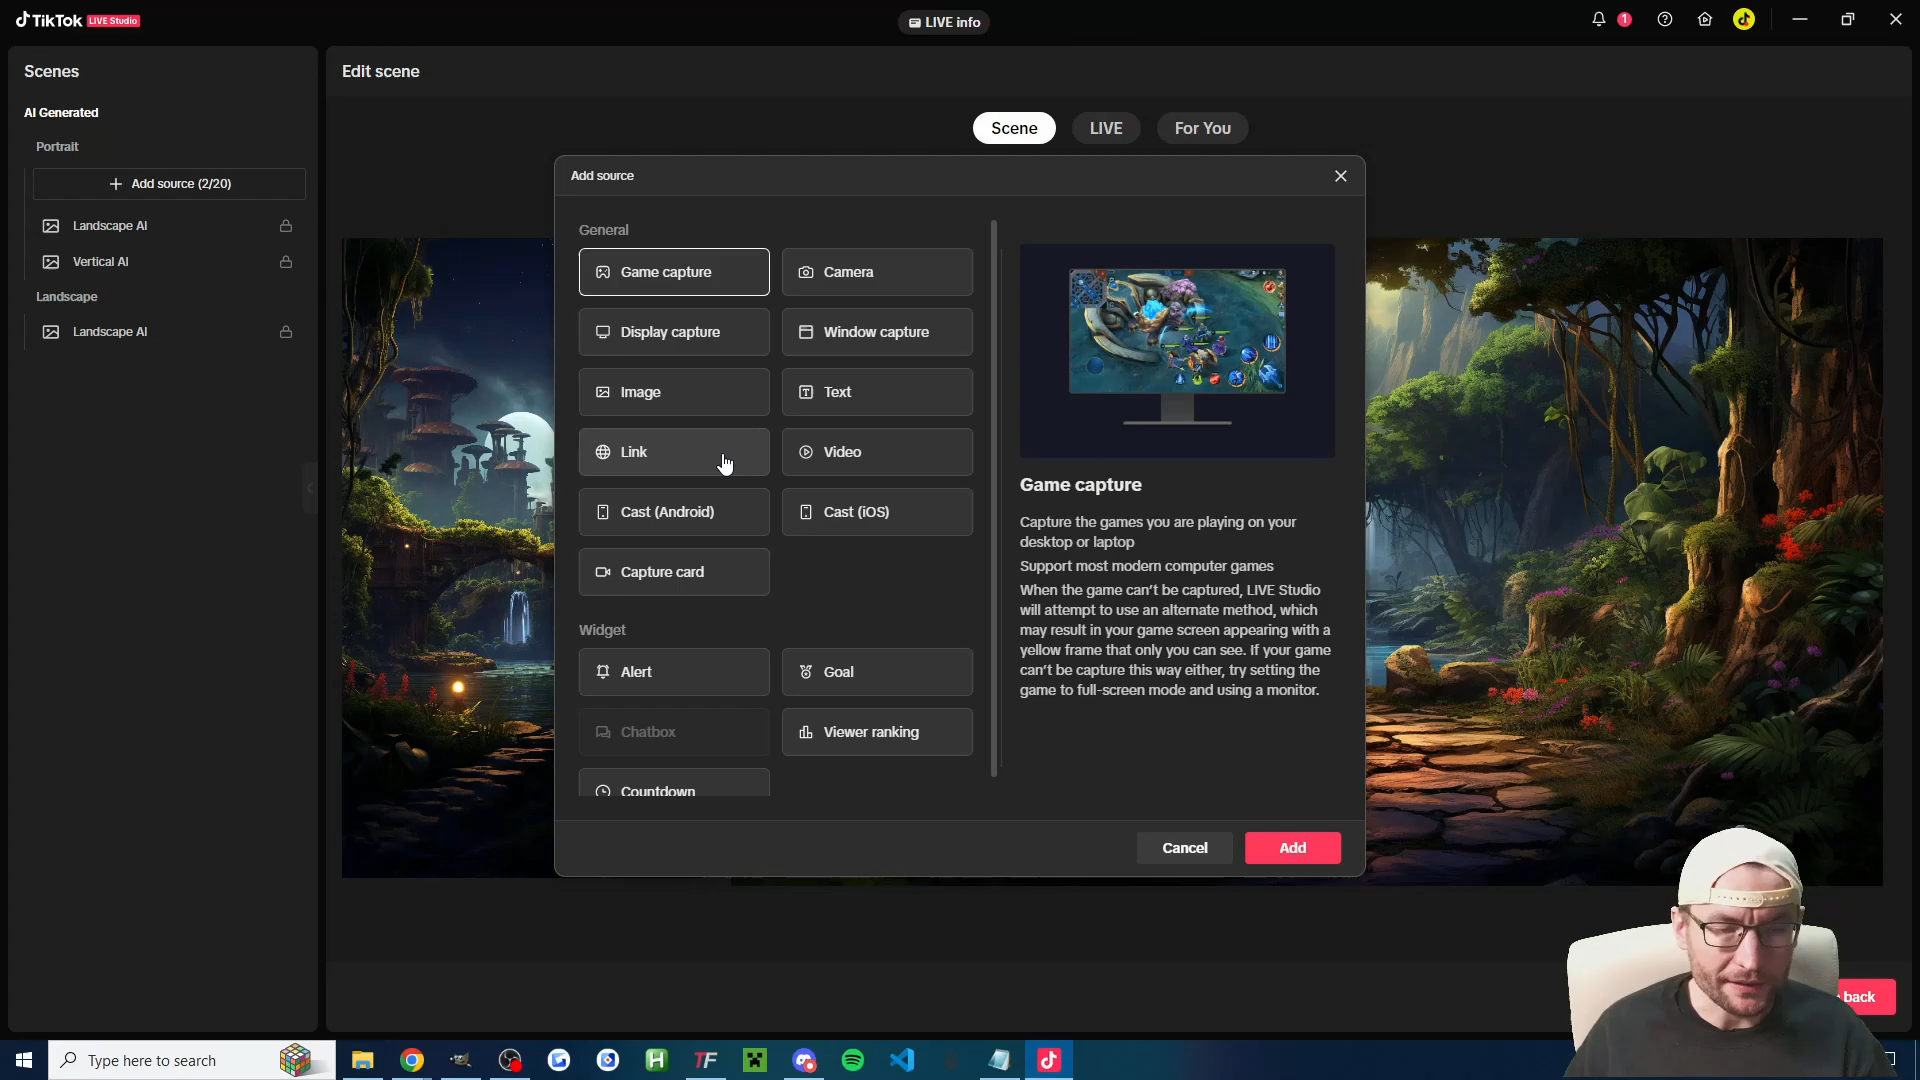 TikTok LIVE Studio
LIVE info
1
Scenes
AI Generated
Portrait
Add source (2/20)
Landscape AI
Vertical AI
Landscape
Landscape AI
Edit scene
Scene
LIVE
For You
Add source
General
Game capture
Camera
Display capture
Window capture
Image
Text
Link
Video
Cast (Android)
Cast (iOS)
Capture card
Widget
Alert
Goal
Chatbox
Viewer ranking
Countdown
Game capture
Capture the games you are playing on your
desktop or laptop
Support most modern computer games
When the game can't be captured, LIVE Studio
will attempt to use an alternate method, which
may result in your game screen appearing with a
yellow frame that only you can see. If your game
can't be capture this way either, try setting the
game to full-screen mode and using a monitor.
Cancel
Add
back
Type here to search
H
TF